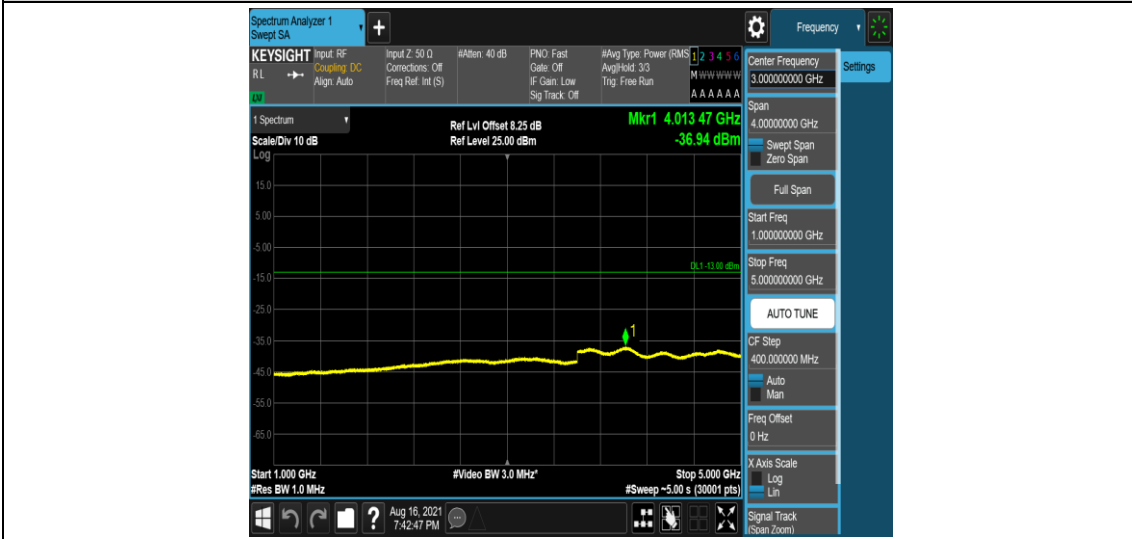 Spectrum Analyzer 1
Swept SA
+
Frequency
KEYSIGHT
RL
Input: RF
Coupling: DC
Align: Auto
Input Z: 50 Ω
Corrections: Off
Freq Ref: Int (S)
#Atten: 40 dB
PNO: Fast
Gate: Off
IF Gain: Low
Sig Track: Off
#Avg Type: Power (RMS
Avg|Hold: 3/3
Trig: Free Run
1 2 3 4 5 6
M W W W W W
A A A A A A
1 Spectrum
Scale/Div 10 dB
Log
Ref Lvl Offset 8.25 dB
Ref Level 25.00 dBm
Mkr1 4.013 47 GHz
-36.94 dBm
15.0
5.00
-5.00
DL1 -13.00 dBm
-15.0
-25.0
-35.0
1
-45.0
-55.0
-65.0
Start 1.000 GHz
#Res BW 1.0 MHz
#Video BW 3.0 MHz*
Stop 5.000 GHz
#Sweep ~5.00 s (30001 pts)
?
Aug 16, 2021
7:42:47 PM
Center Frequency
3.000000000 GHz
Settings
Span
4.00000000 GHz
Swept Span
Zero Span
Full Span
Start Freq
1.000000000 GHz
Stop Freq
5.000000000 GHz
AUTO TUNE
CF Step
400.000000 MHz
Auto
Man
Freq Offset
0 Hz
X Axis Scale
Log
Lin
Signal Track
(Span Zoom)